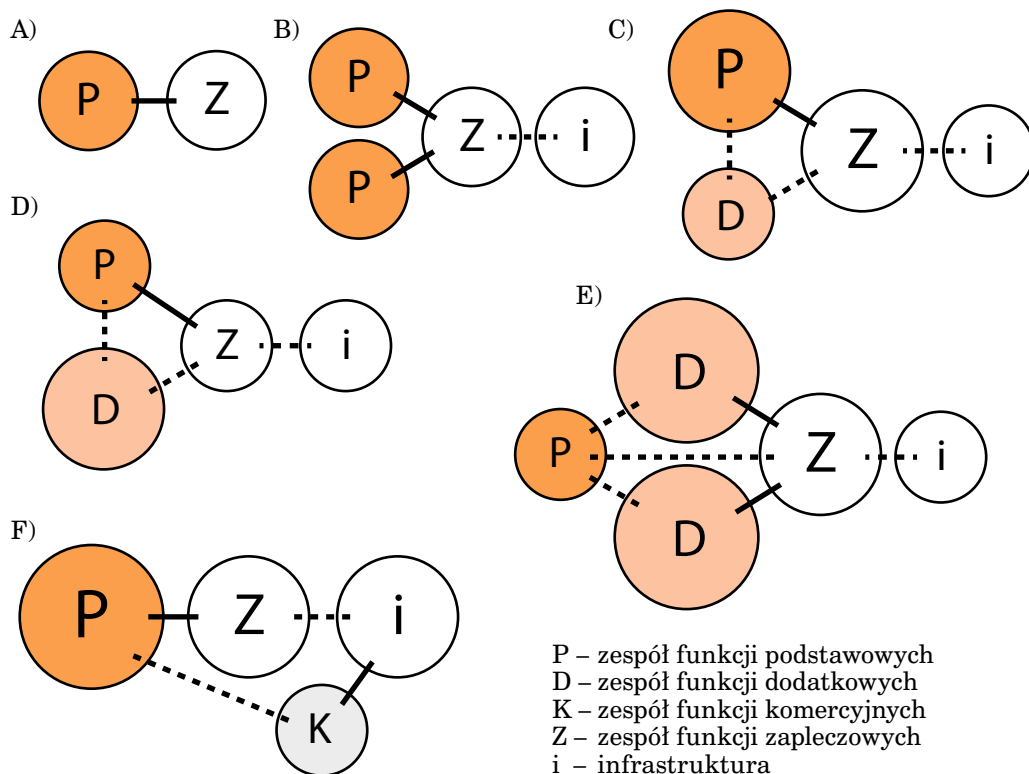 A)
P
Z
B)
P
P
Z
i
C)
P
D
Z
i
D)
P
D
Z
i
E)
P
D
D
Z
i
F)
P
Z
i
K
P – zespół funkcji podstawowych
D – zespół funkcji dodatkowych
K – zespół funkcji komercyjnych
Z – zespół funkcji zapleczowych
i – infrastruktura